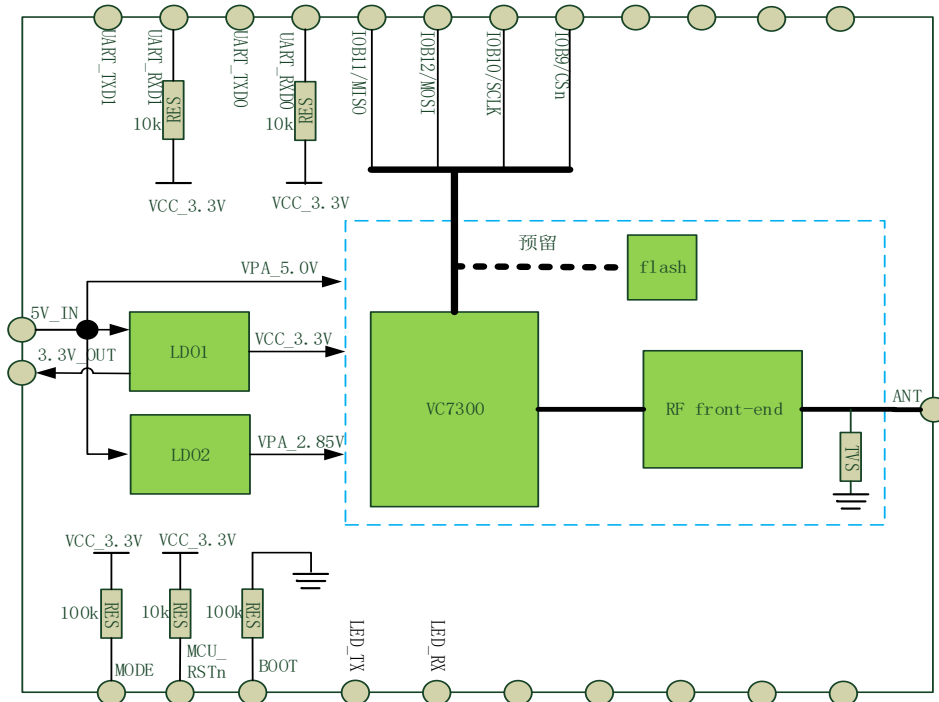 UART_TXD1
UART_RXD1
UART_TXD0
UART_RXD0
IOB11/MISO
IOB12/MOSI
IOB10/SCLK
IOB9/CSn
RES
10k
RES
10k
VCC_3.3V
VCC_3.3V
预留
flash
VPA_5.0V
5V_IN
VCC_3.3V
3.3V_OUT
LDO1
VC7300
RF front-end
ANT
VPA_2.85V
LDO2
TVS
VCC_3.3V
VCC_3.3V
100k
RES
10k
RES
100k
RES
MODE
MCU_
RSTn
BOOT
LED_TX
LED_RX